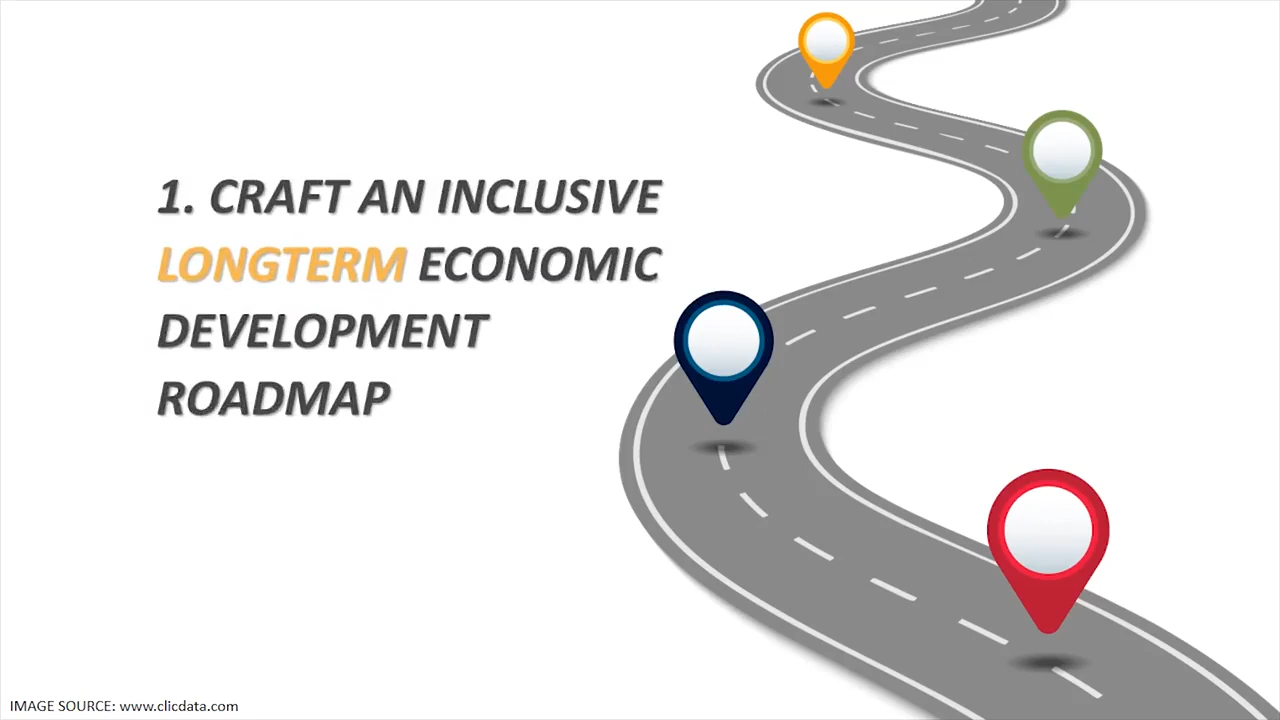 1. CRAFT AN INCLUSIVE
LONGTERM ECONOMIC
DEVELOPMENT
ROADMAP
IMAGE SOURCE: www.clicdata.com